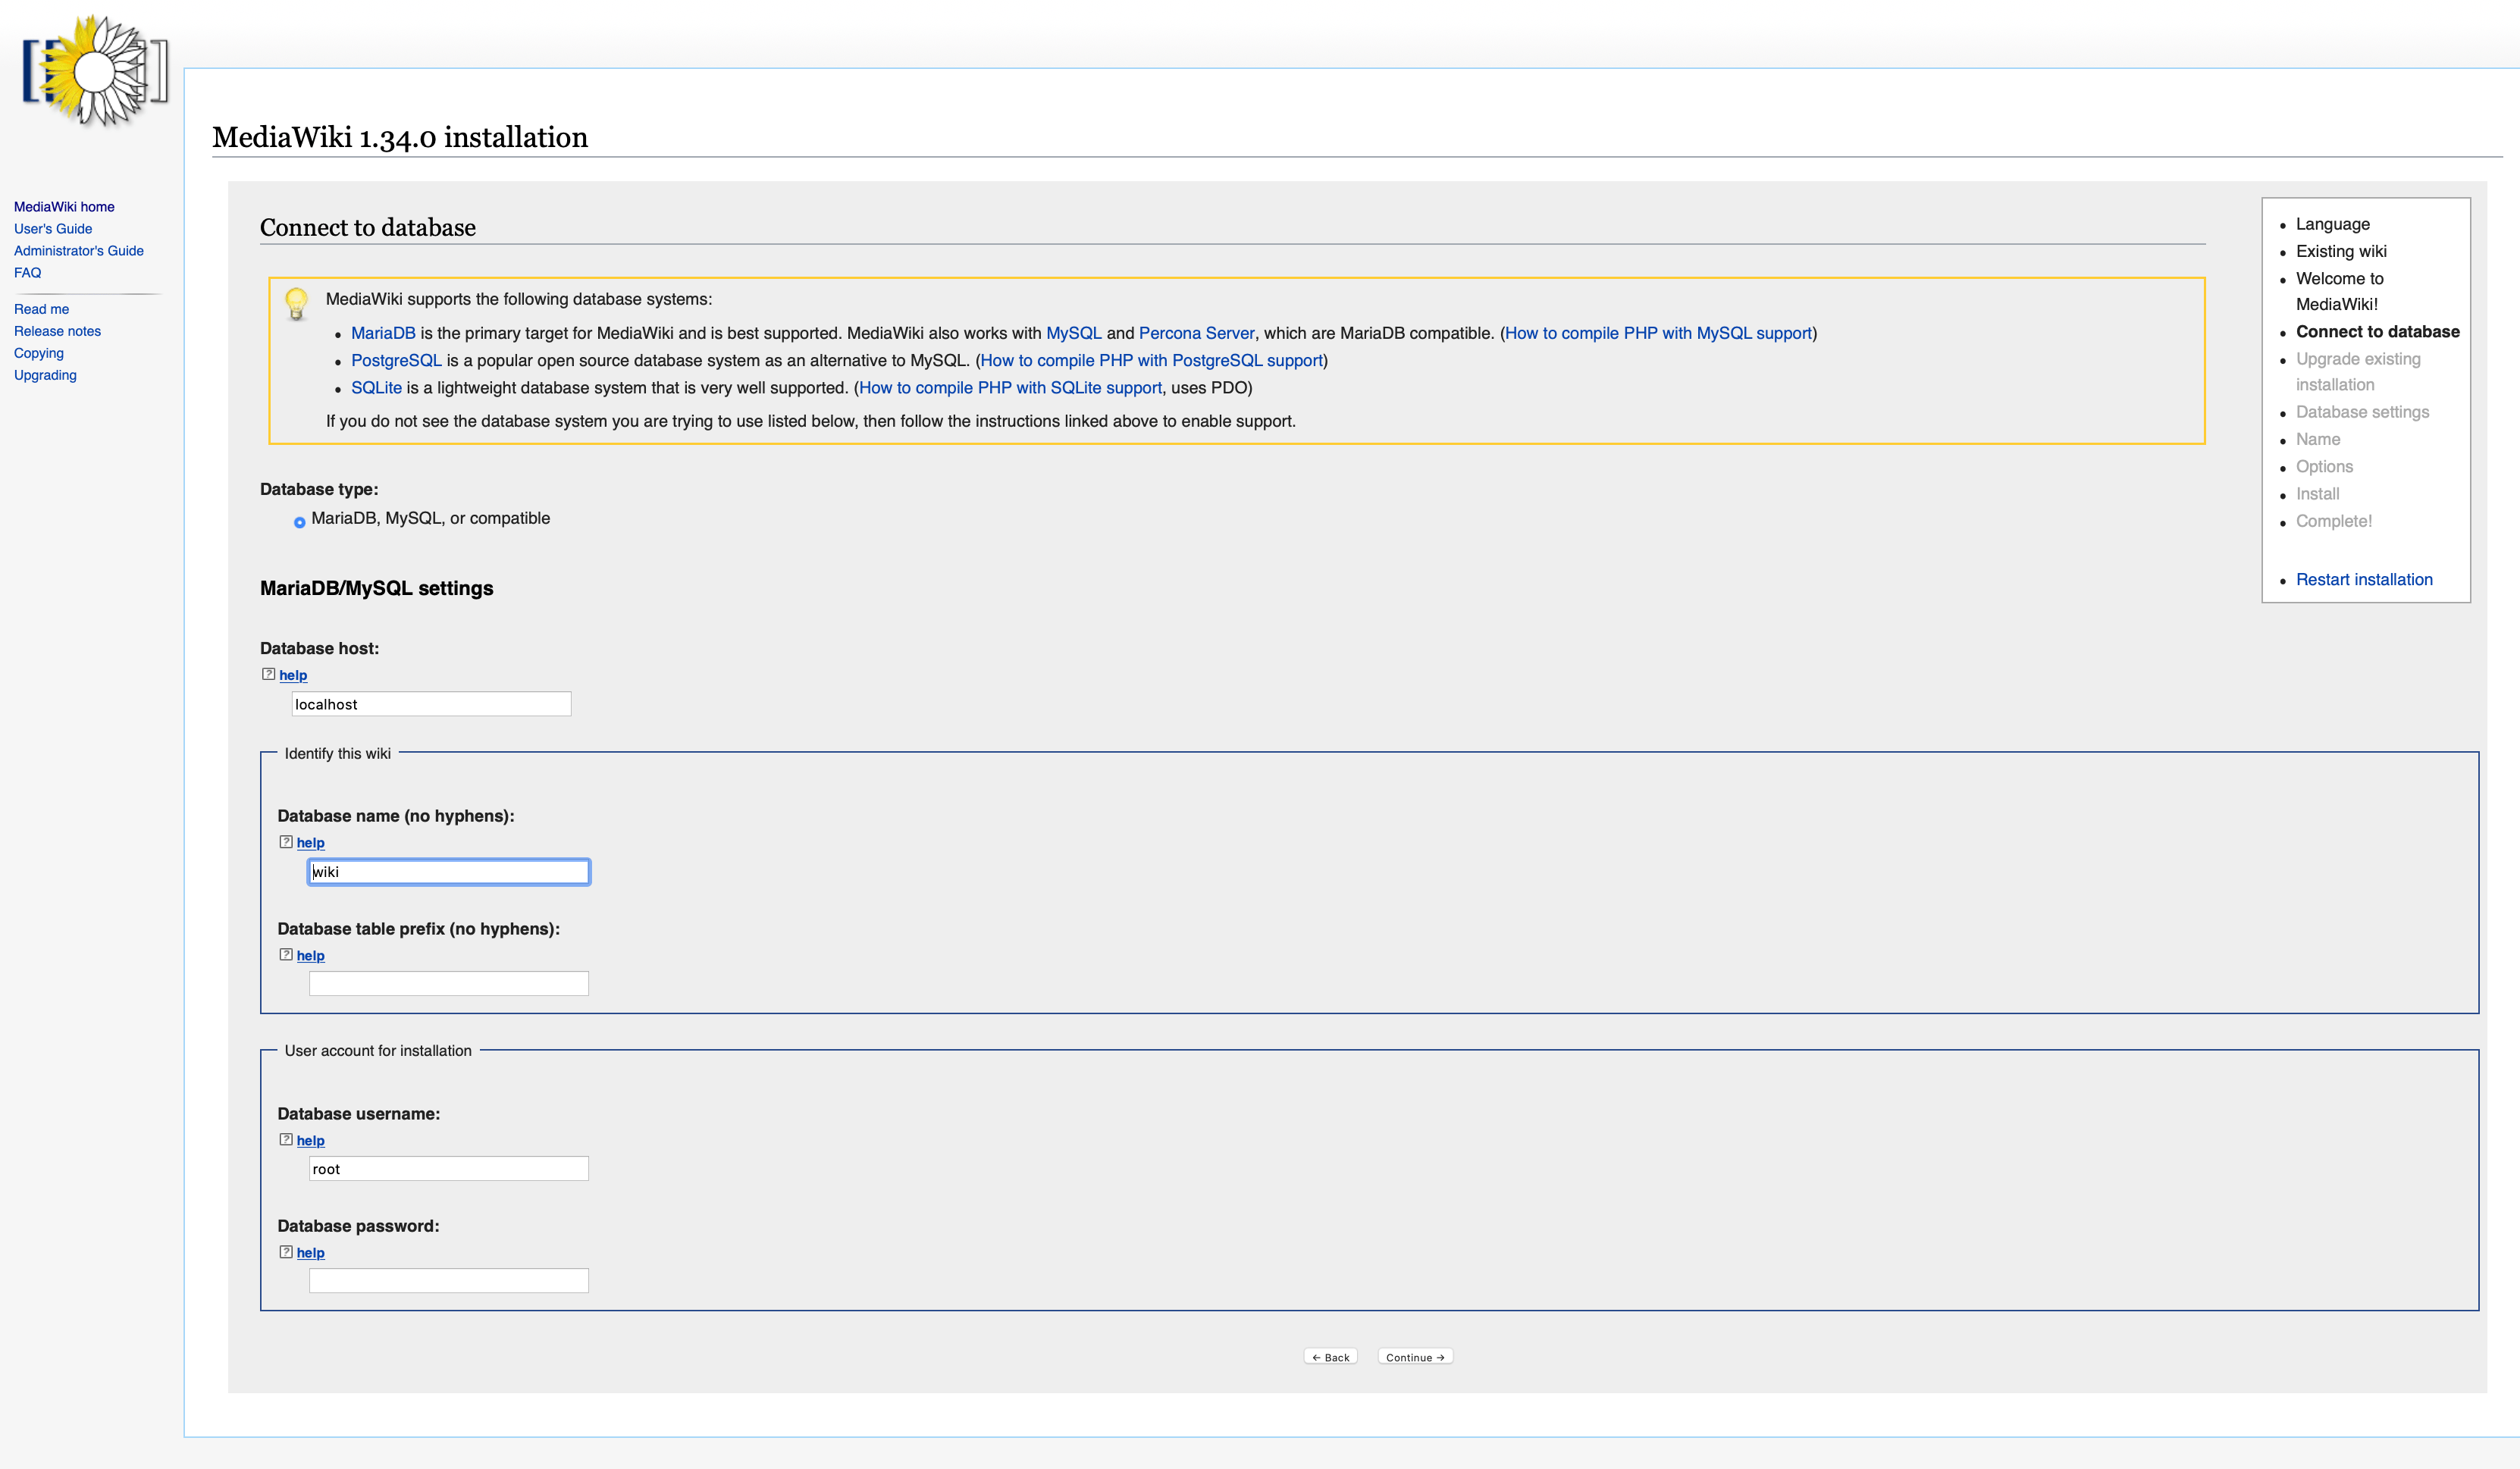 MediaWiki home
User's Guide
Administrator's Guide
FAQ
Read me
Release notes
Copying
Upgrading
MediaWiki 1.34.0 installation
Connect to database
MediaWiki supports the following database systems:
MariaDB is the primary target for MediaWiki and is best supported. MediaWiki also works with MySQL and Percona Server, which are MariaDB compatible. (How to compile PHP with MySQL support)
PostgreSQL is a popular open source database system as an alternative to MySQL. (How to compile PHP with PostgreSQL support)
SQLite is a lightweight database system that is very well supported. (How to compile PHP with SQLite support, uses PDO)
If you do not see the database system you are trying to use listed below, then follow the instructions linked above to enable support.
Database type:
MariaDB, MySQL, or compatible
MariaDB/MySQL settings
Database host:
? help
localhost
Identify this wiki
Database name (no hyphens):
? help
wiki
Database table prefix (no hyphens):
? help
User account for installation
Database username:
? help
root
Database password:
? help
← Back
Continue →
Language
Existing wiki
Welcome to
MediaWiki!
Connect to database
Upgrade existing
installation
Database settings
Name
Options
Install
Complete!
Restart installation